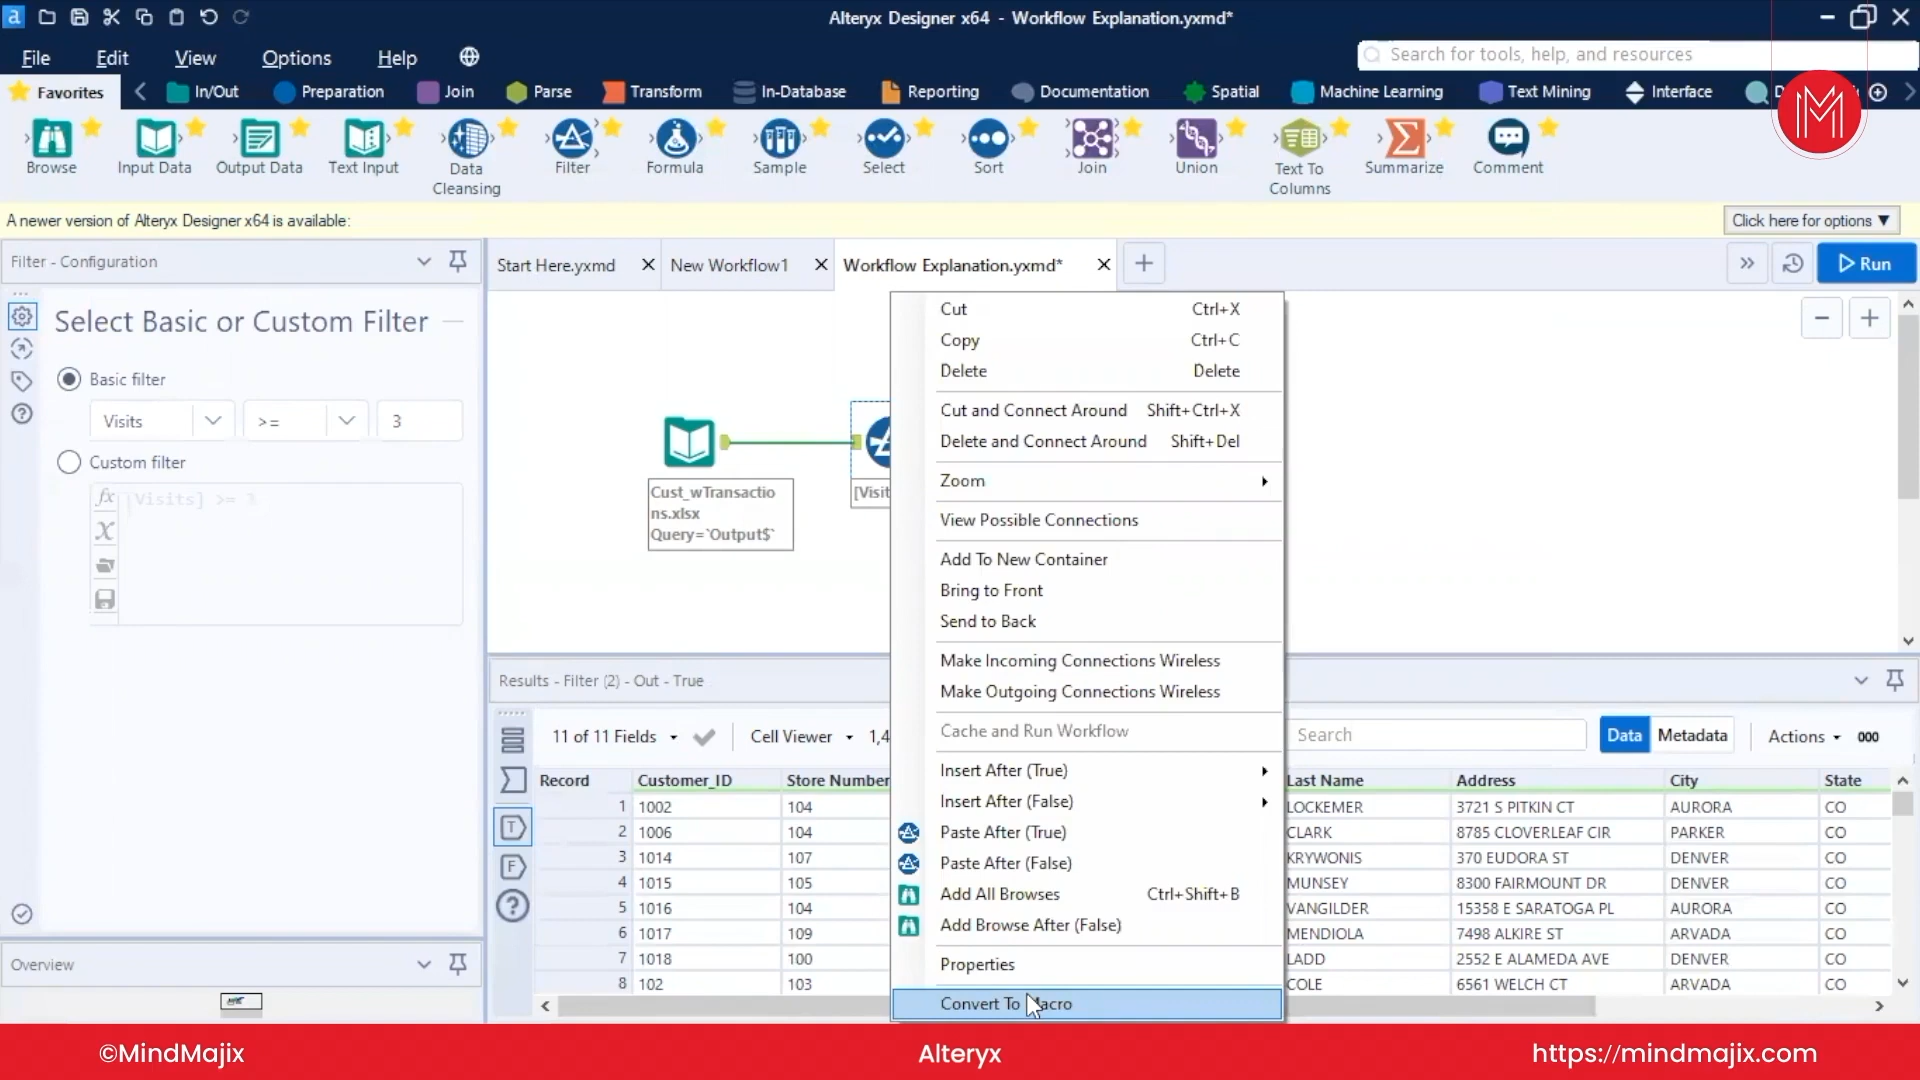 Alteryx Designer x64 - Workflow Explanation.yxmd*
File Edit View Options Help
Search for tools, help, and resources
Favorites In/Out Preparation Join Parse Transform In-Database Reporting Documentation Spatial Machine Learning Text Mining Interface
Browse Input Data Output Data Text Input Data Cleansing Filter Formula Sample Select Sort Join Union Text To Columns Summarize Comment
A newer version of Alteryx Designer x64 is available:
Click here for options ▼
Filter - Configuration
Start Here.yxmd New Workflow1 Workflow Explanation.yxmd*
Run
Select Basic or Custom Filter
Basic filter
Visits >= 3
Custom filter
[Visits] >= 3
Overview
Cust_wTransactio
ns.xlsx
Query=`Output$`
[Visit
Cut Ctrl+X
Copy Ctrl+C
Delete Delete
Cut and Connect Around Shift+Ctrl+X
Delete and Connect Around Shift+Del
Zoom
View Possible Connections
Add To New Container
Bring to Front
Send to Back
Make Incoming Connections Wireless
Make Outgoing Connections Wireless
Cache and Run Workflow
Insert After (True)
Insert After (False)
Paste After (True)
Paste After (False)
Add All Browses Ctrl+Shift+B
Add Browse After (False)
Properties
Convert To Macro
Results - Filter (2) - Out - True
11 of 11 Fields Cell Viewer 1,4
Search Data Metadata Actions 000
Record Customer_ID Store Number Last Name Address City State
1 1002 104 LOCKEMER 3721 S PITKIN CT AURORA CO
2 1006 104 CLARK 8785 CLOVERLEAF CIR PARKER CO
3 1014 107 KRYWONIS 370 EUDORA ST DENVER CO
4 1015 105 MUNSEY 8300 FAIRMOUNT DR DENVER CO
5 1016 104 VANGILDER 15358 E SARATOGA PL AURORA CO
6 1017 109 MENDIOLA 7498 ALKIRE ST ARVADA CO
7 1018 100 LADD 2552 E ALAMEDA AVE DENVER CO
8 102 103 COLE 6561 WELCH CT ARVADA CO
©MindMajix Alteryx https://mindmajix.com